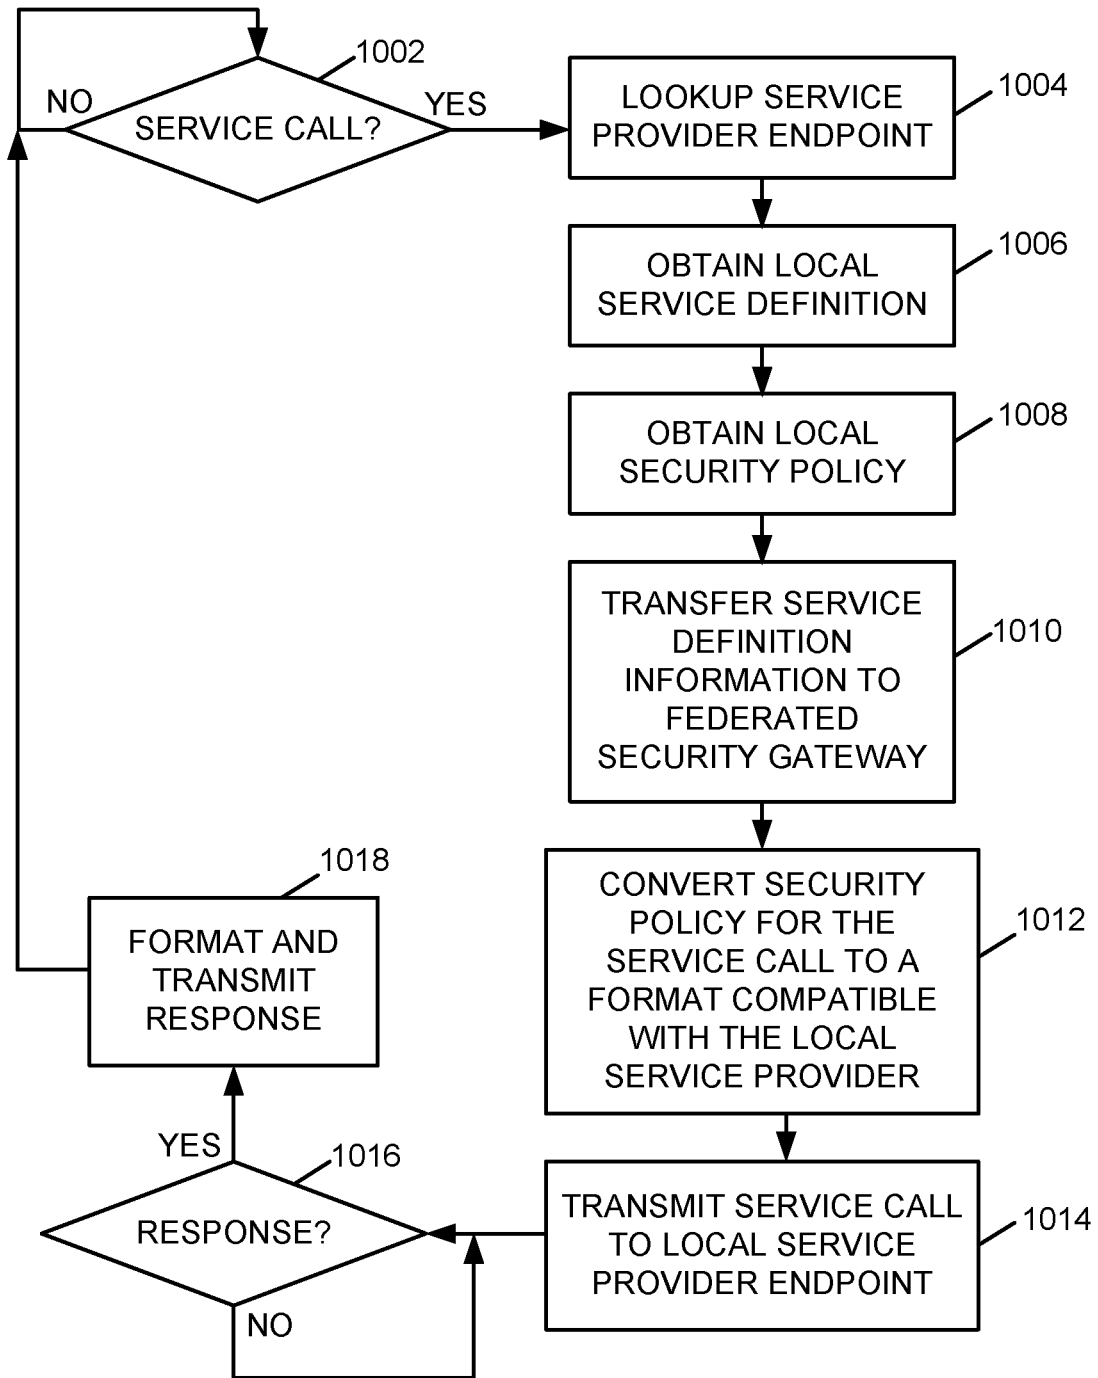 1002
NO
YES
SERVICE CALL?
1004
LOOKUP SERVICE
PROVIDER ENDPOINT
1006
OBTAIN LOCAL
SERVICE DEFINITION
1008
OBTAIN LOCAL
SECURITY POLICY
1010
TRANSFER SERVICE
DEFINITION
INFORMATION TO
FEDERATED
SECURITY GATEWAY
1012
CONVERT SECURITY
POLICY FOR THE
SERVICE CALL TO A
FORMAT COMPATIBLE
WITH THE LOCAL
SERVICE PROVIDER
1014
TRANSMIT SERVICE CALL
TO LOCAL SERVICE
PROVIDER ENDPOINT
1016
RESPONSE?
NO
YES
1018
FORMAT AND
TRANSMIT
RESPONSE